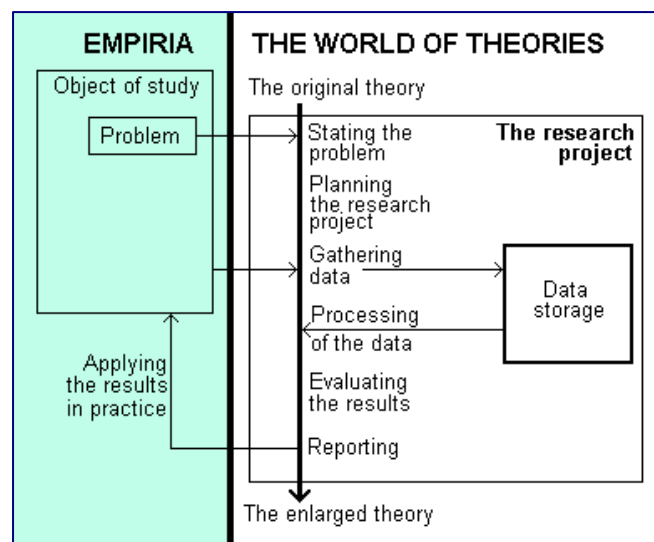 EMPIRIA
THE WORLD OF THEORIES
Object of study
Problem
The original theory
Stating the
problem
The research
project
Planning
the research
project
Gathering
data
Data
storage
Processing
of the data
Applying
the results
in practice
Evaluating
the results
Reporting
The enlarged theory